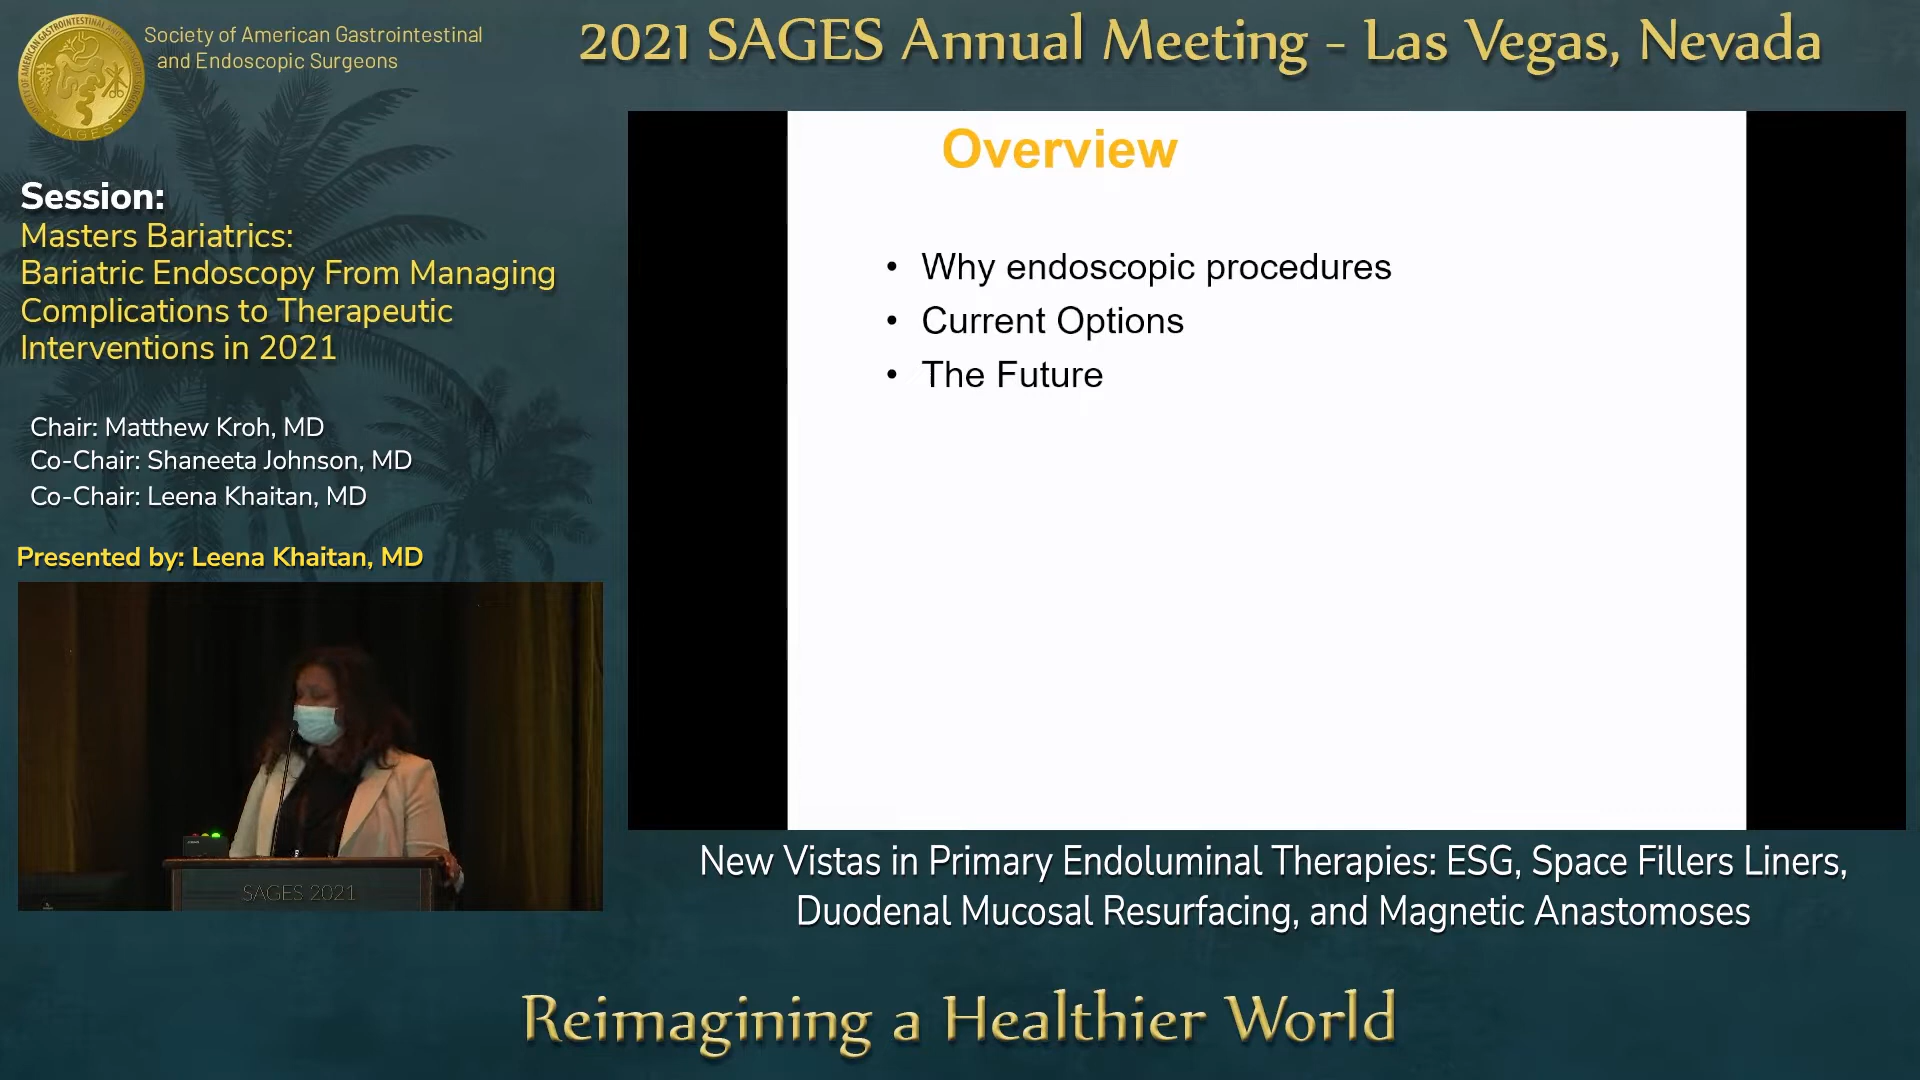 Society of American Gastrointestinal
and Endoscopic Surgeons
2021 SAGES Annual Meeting - Las Vegas, Nevada
SAGES
Session:
Masters Bariatrics:
Bariatric Endoscopy From Managing
Complications to Therapeutic
Interventions in 2021
Chair: Matthew Kroh, MD
Co-Chair: Shaneeta Johnson, MD
Co-Chair: Leena Khaitan, MD
Presented by: Leena Khaitan, MD
SAGES 2021
Overview
• Why endoscopic procedures
• Current Options
• The Future
New Vistas in Primary Endoluminal Therapies: ESG, Space Fillers Liners,
Duodenal Mucosal Resurfacing, and Magnetic Anastomoses
Reimagining a Healthier World